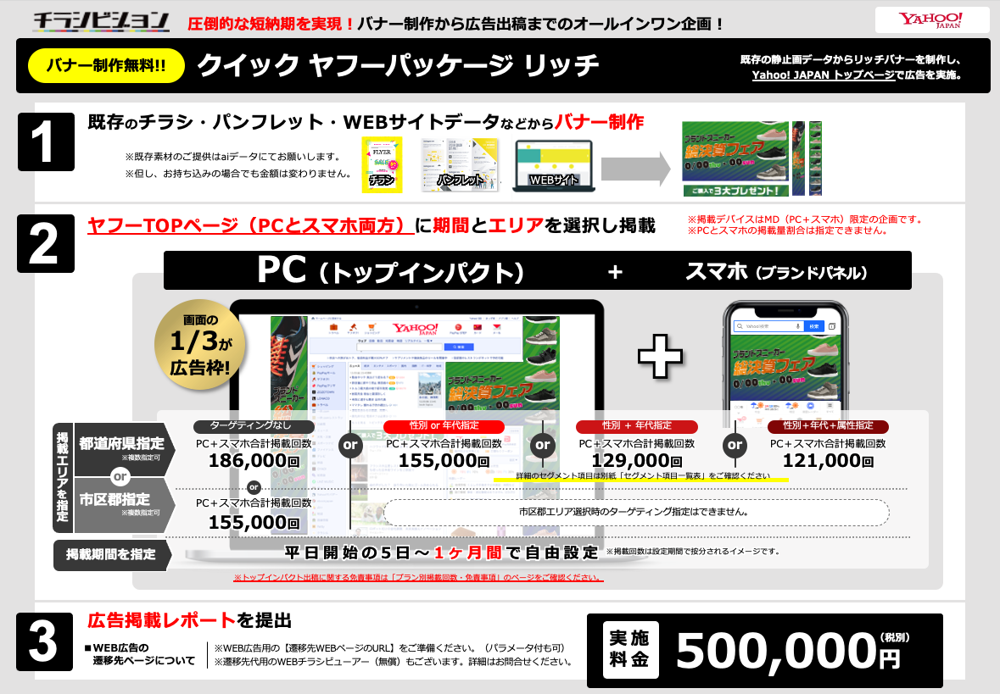 チラシビジョン
圧倒的な短納期を実現！バナー制作から広告出稿までのオールインワン企画！
YAHOO!
JAPAN
バナー制作無料!!
クイック ヤフーパッケージ リッチ
既存の静止画データからリッチバナーを制作し、
Yahoo! JAPAN トップページで広告を実施。
1
既存のチラシ・パンフレット・WEBサイトデータなどからバナー制作
※既存素材のご提供はaiデータにてお願いします。
※但し、お持ち込みの場合でも金額は変わりません。
FLYER
SALE
チラシ
パンフレット
WEBサイト
ブランドスニーカー
総決算フェア
ご購入で3大プレゼント!
2
ヤフーTOPページ（PCとスマホ両方）に期間とエリアを選択し掲載
※掲載デバイスはMD（PC＋スマホ）限定の企画です。
※PCとスマホの掲載量割合は指定できません。
PC（トップインパクト）
+
スマホ（ブランドパネル）
画面の
1/3が
広告枠!
YAHOO!
JAPAN
ブランドスニーカー
総決算フェア
Yahoo!検索
検索
ブランドスニーカー
総決算フェア
掲載エリアを指定
都道府県指定
※複数指定可
or
市区郡指定
※複数指定可
ターゲティングなし
PC＋スマホ合計掲載回数
186,000回
or
PC＋スマホ合計掲載回数
155,000回
or
性別 or 年代指定
PC＋スマホ合計掲載回数
155,000回
or
性別 ＋ 年代指定
PC＋スマホ合計掲載回数
129,000回
or
性別＋年代＋属性指定
PC＋スマホ合計掲載回数
121,000回
詳細のセグメント項目は別紙「セグメント項目一覧表」をご確認ください
市区郡エリア選択時のターゲティング指定はできません。
掲載期間を指定
平日開始の5日～1ヶ月間で自由設定
※掲載回数は設定期間で按分されるイメージです。
※トップインパクト出稿に関する免責事項は「プラン別掲載回数・免責事項」のページをご確認ください。
3
広告掲載レポートを提出
■WEB広告の
遷移先ページについて
※WEB広告用の【遷移先WEBページのURL】をご準備ください。（パラメータ付も可）
※遷移先代用のWEBチラシビューアー（無償）もございます。詳細はお問合せください。
実施
料金
500,000円
（税別）